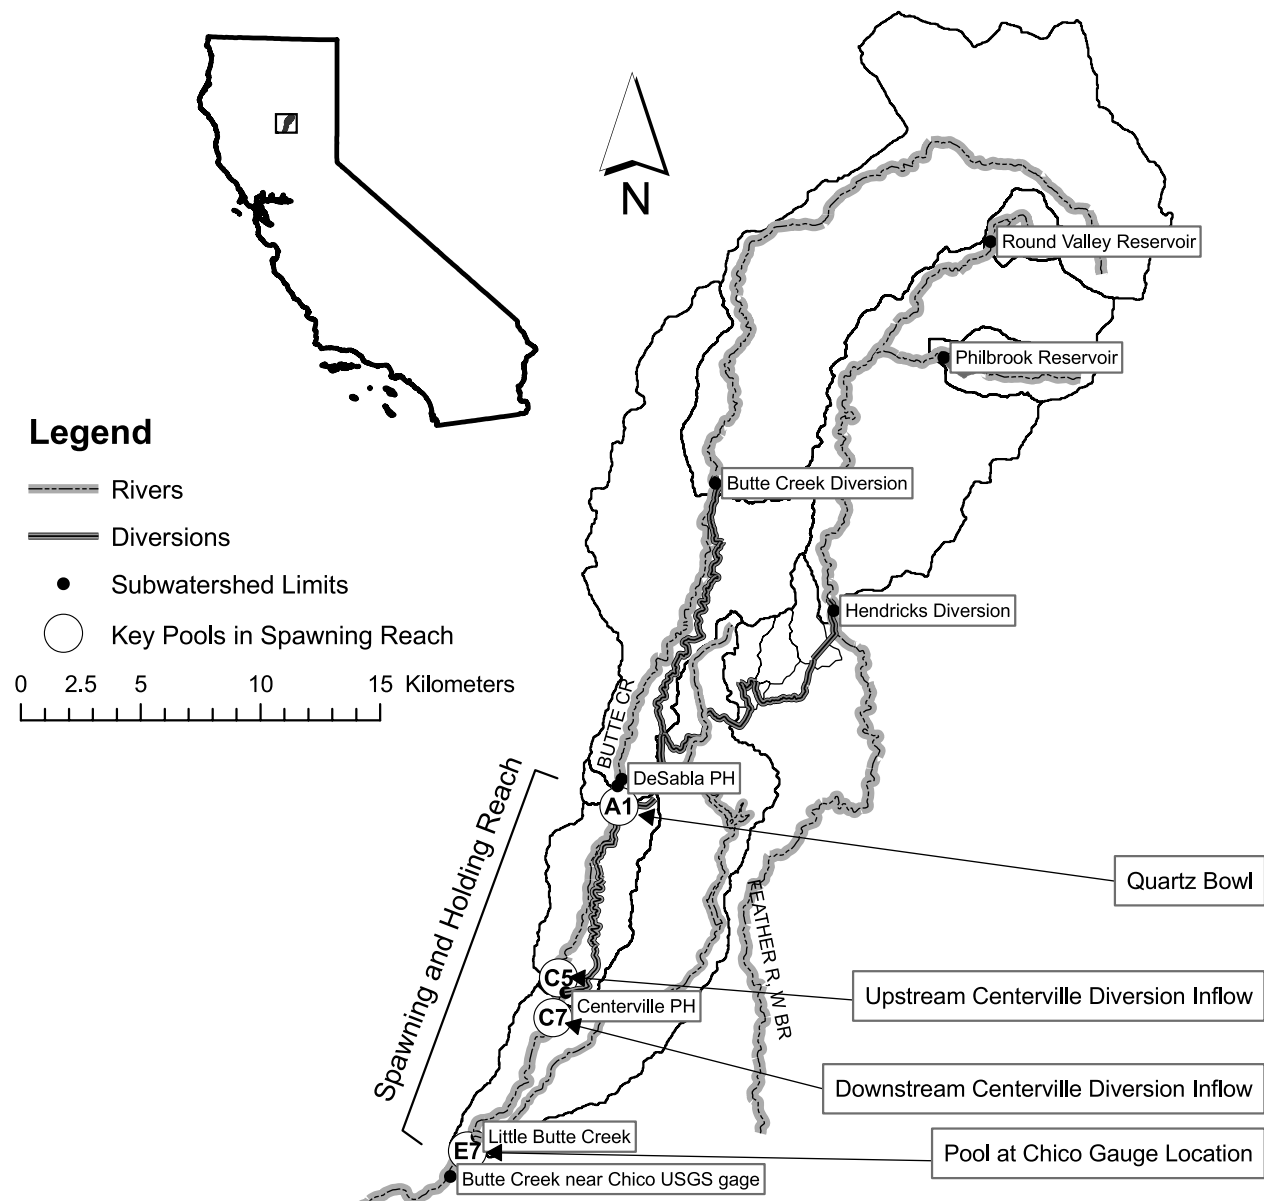 N
Round Valley Reservoir
Philbrook Reservoir
Legend
Rivers
Diversions
Subwatershed Limits
Key Pools in Spawning Reach
0 2.5 5 10 15 Kilometers
Butte Creek Diversion
Hendricks Diversion
BUTTE CR
DeSabla PH
A1
Quartz Bowl
Spawning and Holding Reach
FEATHER R, W BR
C5
Upstream Centerville Diversion Inflow
Centerville PH
C7
Downstream Centerville Diversion Inflow
Little Butte Creek
E7
Pool at Chico Gauge Location
Butte Creek near Chico USGS gage